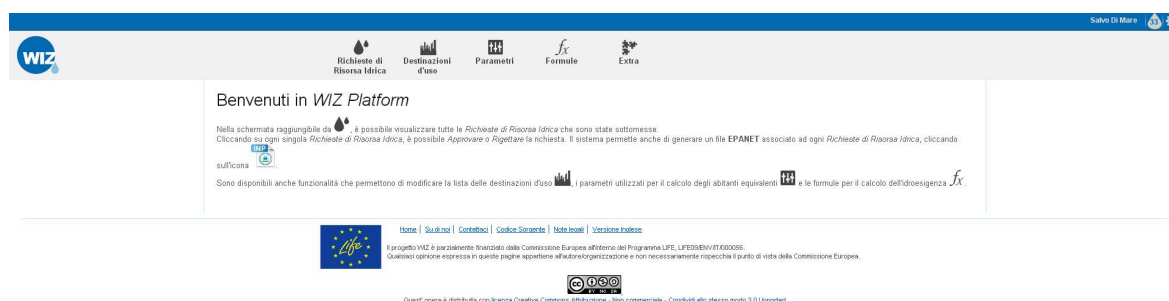 Salvo Di Mare 33
WIZ
Richieste di Risorsa Idrica
Destinazioni d'uso
Parametri
Formule
Extra
Benvenuti in WIZ Platform
Nella schermata raggiungibile da , è possibile visualizzare tutte le Richieste di Risorsa Idrica che sono state sottomesse.
Cliccando su ogni singola Richieste di Risorsa Idrica, è possibile Approvare o Rigettare la richiesta. Il sistema permette anche di generare un file EPANET associato ad ogni Richieste di Risorsa Idrica, cliccando
INP
sull'icona .
Sono disponibili anche funzionalità che permettono di modificare la lista delle destinazioni d'uso , i parametri utilizzati per il calcolo degli abitanti equivalenti e le formule per il calcolo dell'idroesigenza fx.
Home | Su di noi | Contattaci | Codice Sorgente | Note legali | Versione Inglese
Life
Il progetto WIZ è parzialmente finanziato dalla Commissione Europea all'interno del Programma LIFE, LIFE09/ENV/IT/000056.
Qualsiasi opinione espressa in queste pagine appartiene all'autore/organizzazione e non necessariamente rispecchia il punto di vista della Commissione Europea.
BY NC SA
Quest' opera è distribuita con licenza Creative Commons Attribuzione - Non commerciale - Condividi allo stesso modo 3.0 Unported